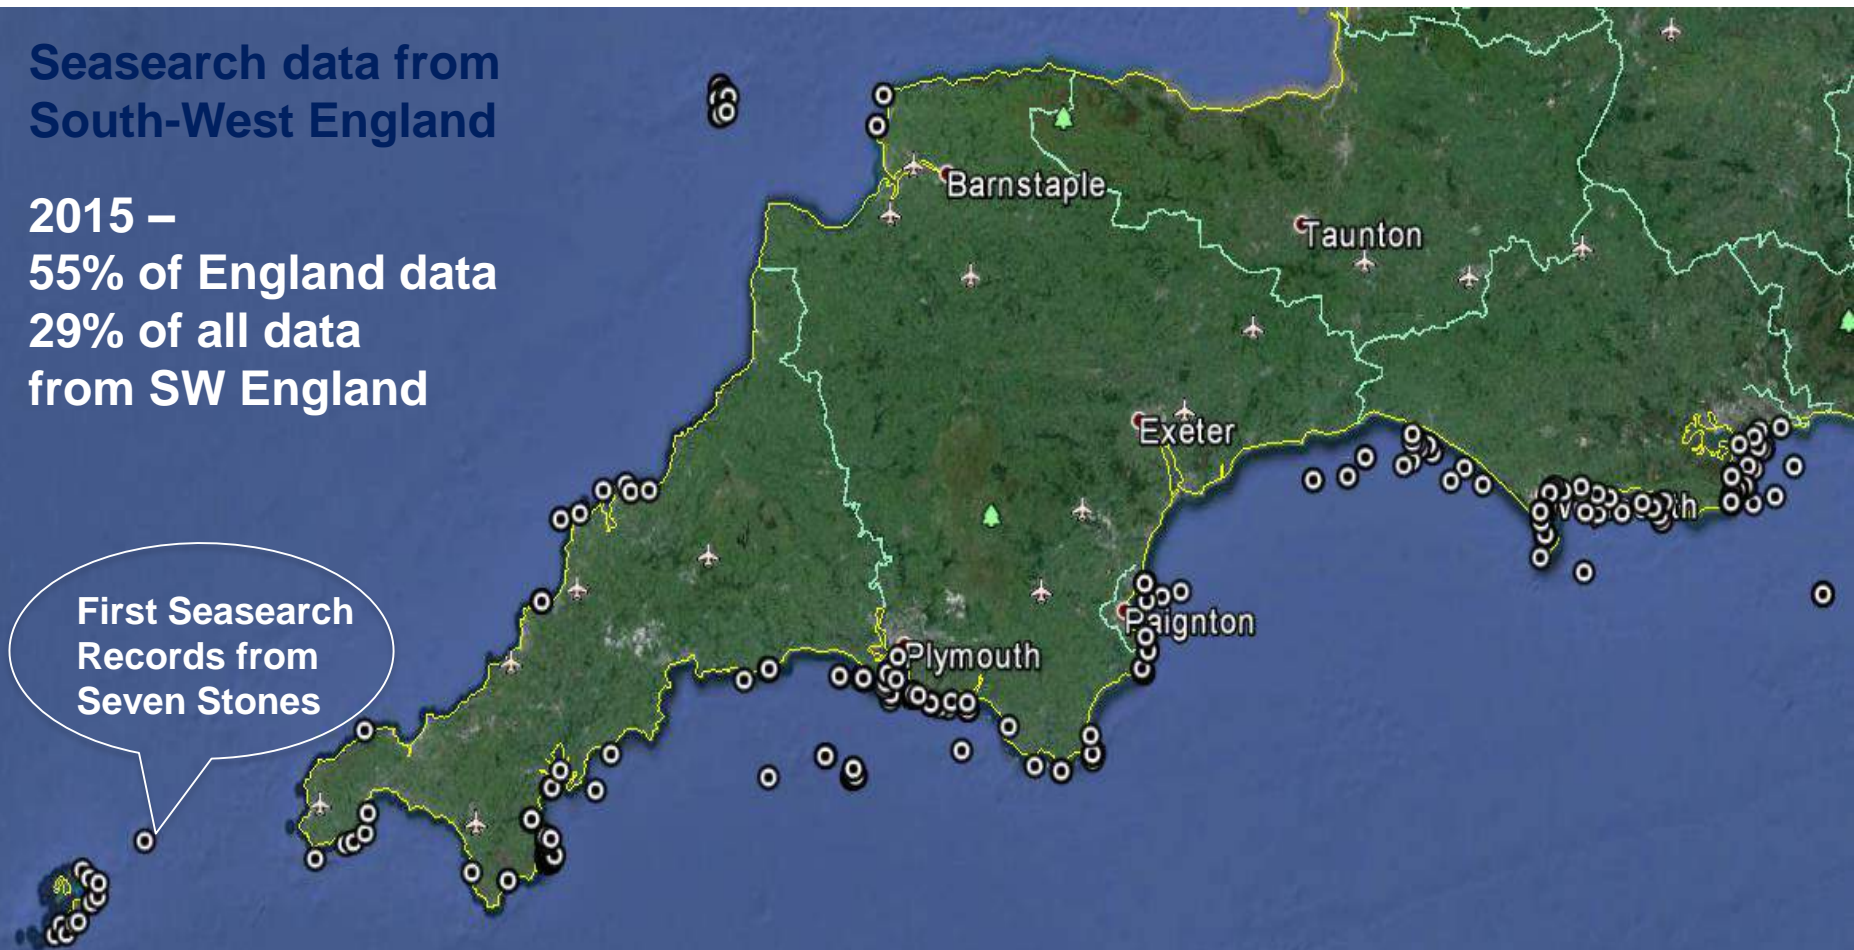 Seasearch data from
South-West England
2015 –
55% of England data
29% of all data
from SW England
Barnstaple
Taunton
Exeter
Paignton
Plymouth
First Seasearch
Records from
Seven Stones